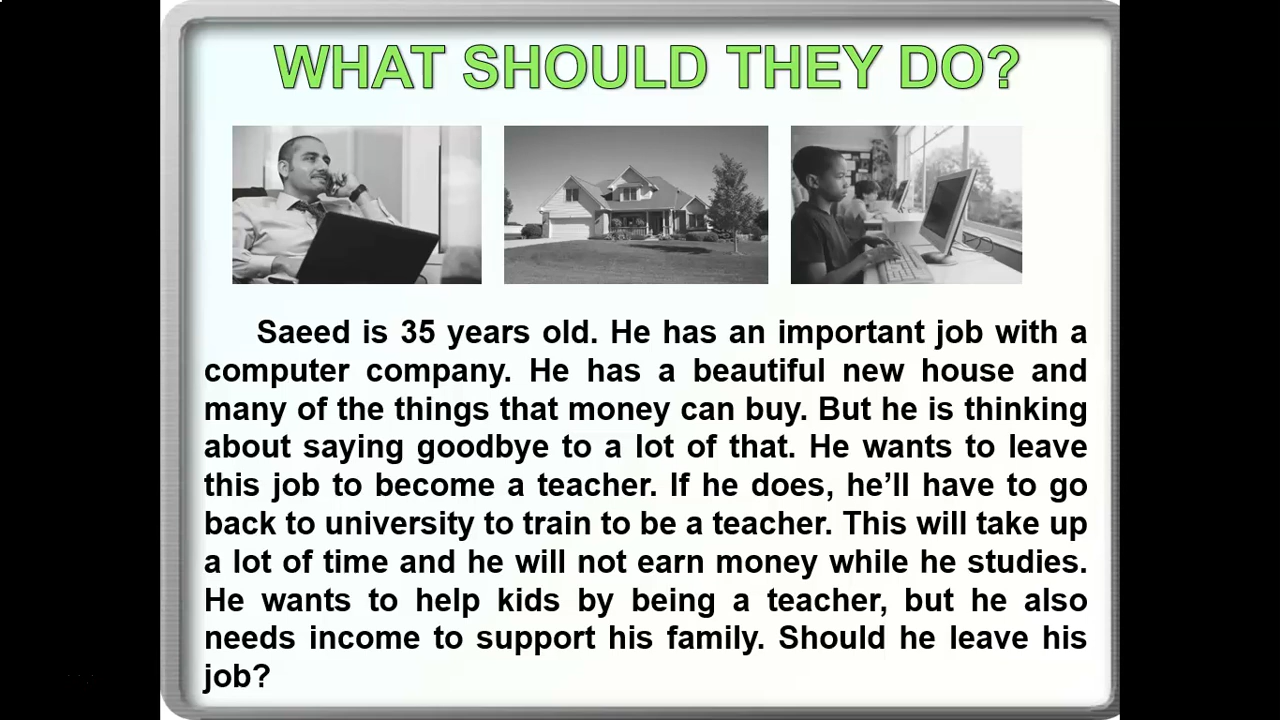 WHAT SHOULD THEY DO?
Saeed is 35 years old. He has an important job with a
computer company. He has a beautiful new house and
many of the things that money can buy. But he is thinking
about saying goodbye to a lot of that. He wants to leave
this job to become a teacher. If he does, he’ll have to go
back to university to train to be a teacher. This will take up
a lot of time and he will not earn money while he studies.
He wants to help kids by being a teacher, but he also
needs income to support his family. Should he leave his
job?